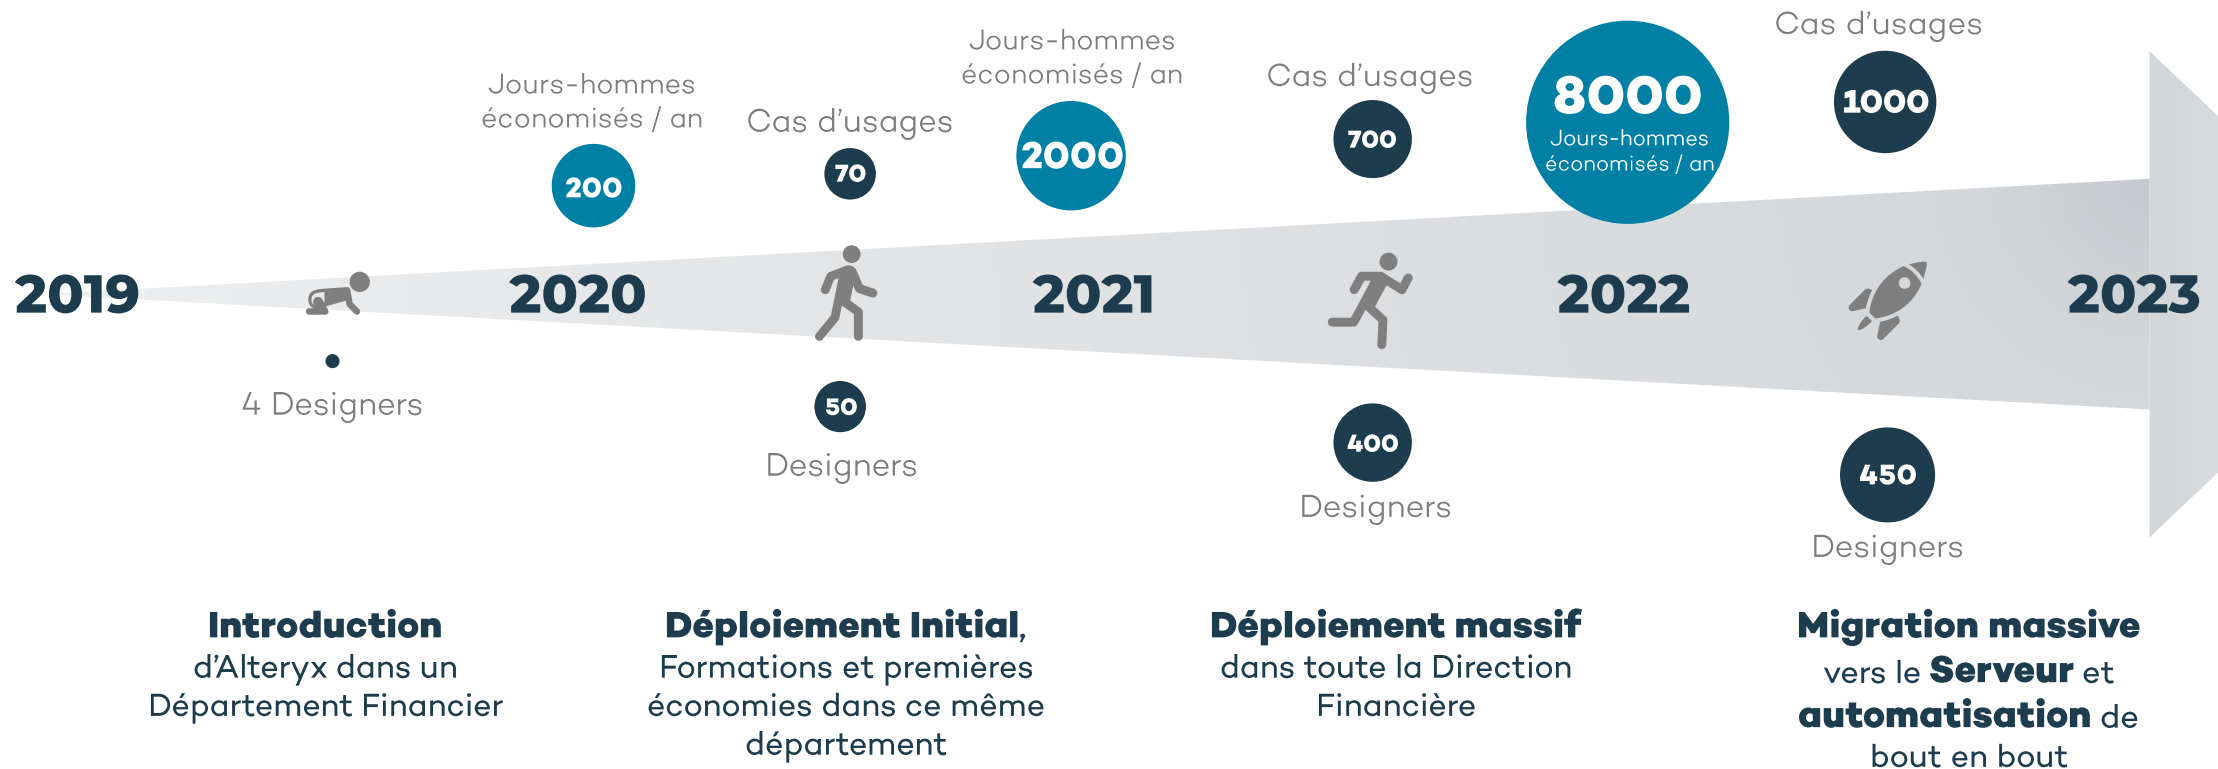 Jours-hommes
économisés / an
200
Cas d'usages
70
Jours-hommes
économisés / an
2000
Cas d'usages
700
8000
Jours-hommes
économisés / an
Cas d'usages
1000
2019
2020
2021
2022
2023
4 Designers
50
Designers
400
Designers
450
Designers
Introduction
d'Alteryx dans un
Département Financier
Déploiement Initial,
Formations et premières
économies dans ce même
département
Déploiement massif
dans toute la Direction
Financière
Migration massive
vers le Serveur et
automatisation de
bout en bout